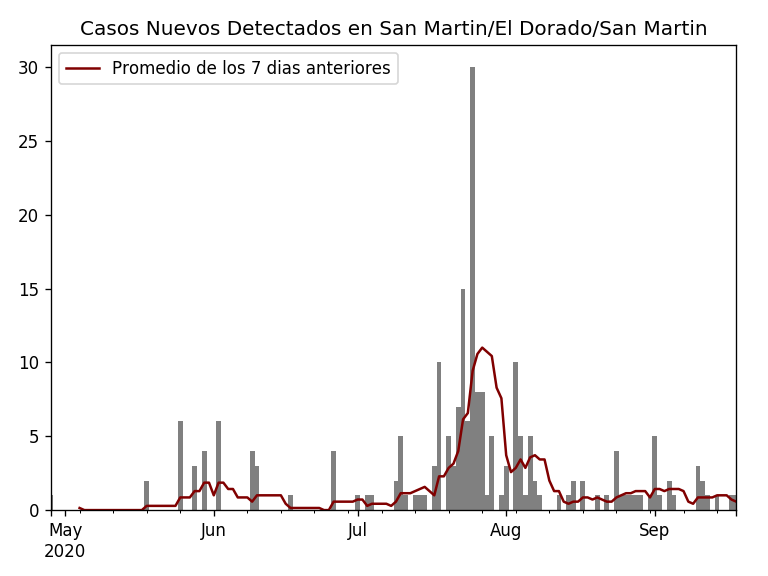 Casos Nuevos Detectados en San Martin/El Dorado/San Martin
Promedio de los 7 dias anteriores
30
25
20
15
10
5
0
May Jun Jul Aug Sep
2020